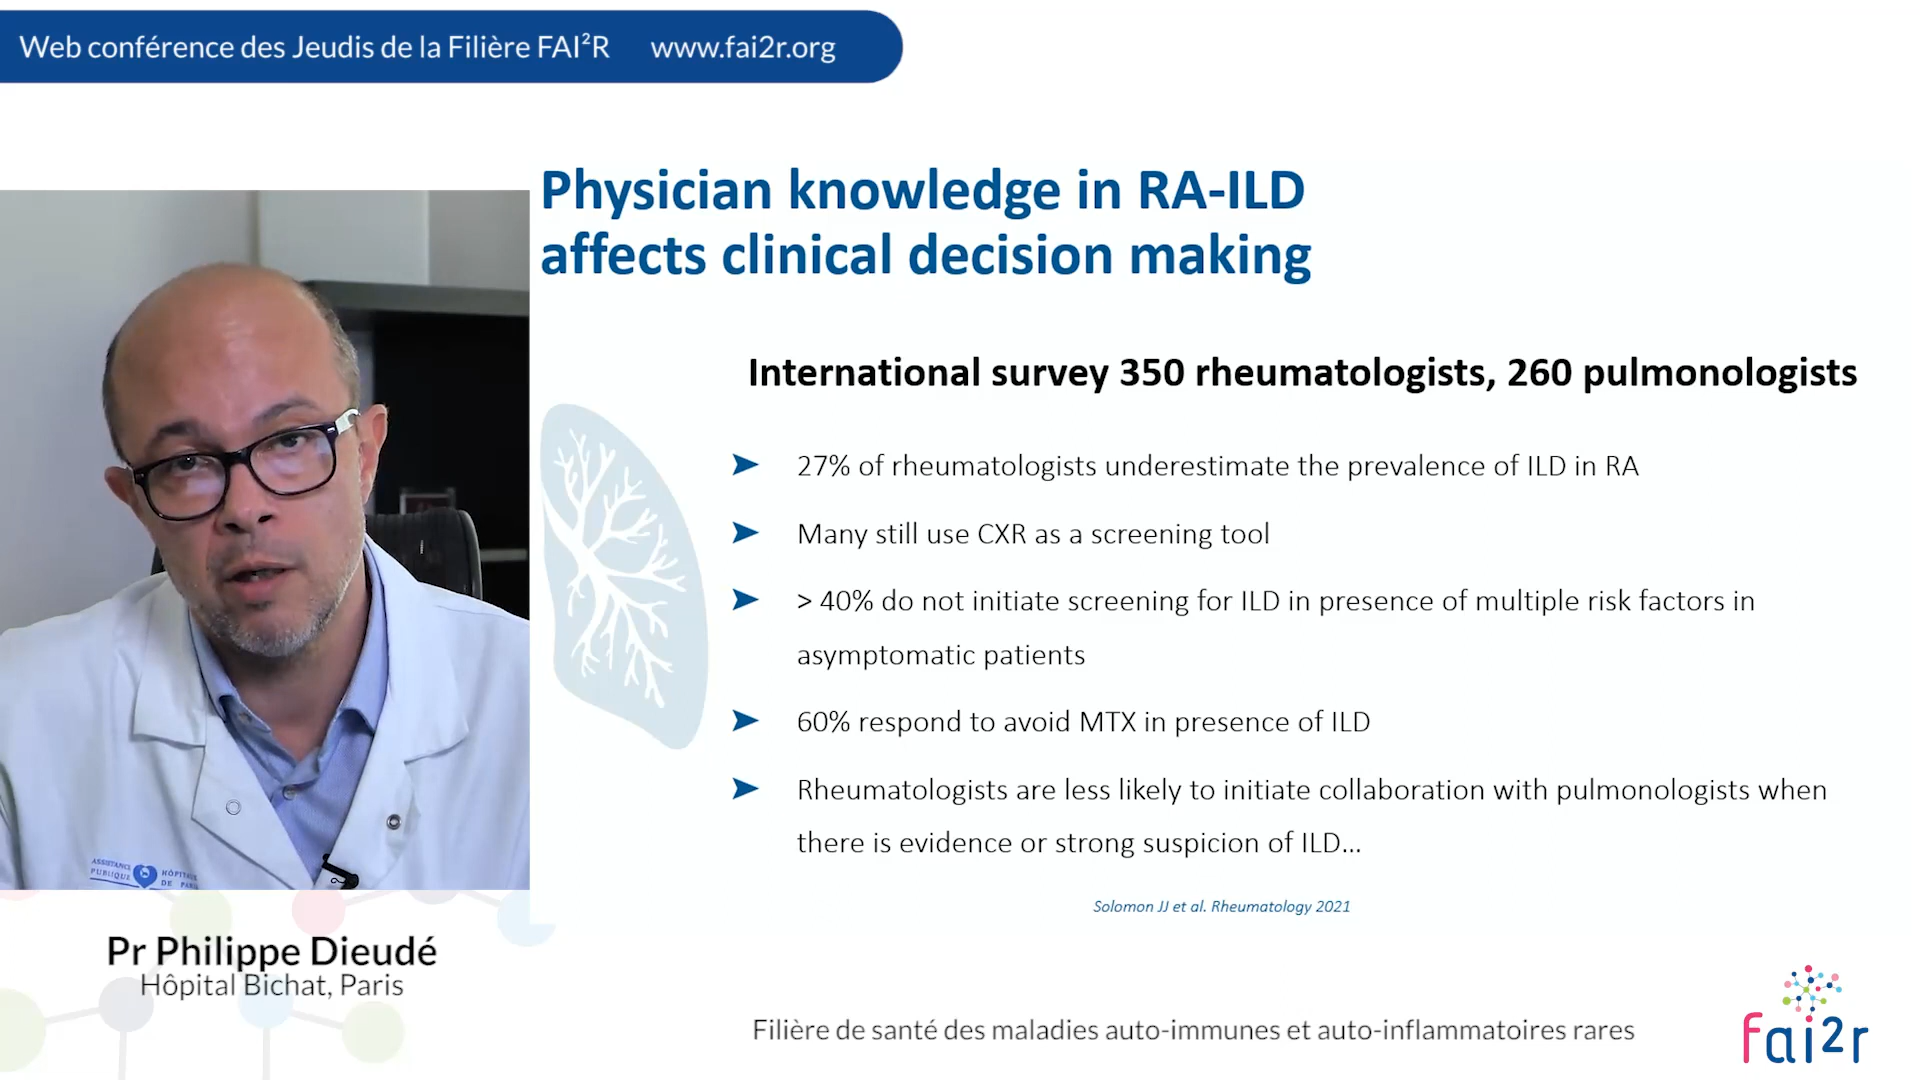 Web conférence des Jeudis de la Filière FAI²R www.fai2r.org
Physician knowledge in RA-ILD
affects clinical decision making
International survey 350 rheumatologists, 260 pulmonologists
➤ 27% of rheumatologists underestimate the prevalence of ILD in RA
➤ Many still use CXR as a screening tool
➤ > 40% do not initiate screening for ILD in presence of multiple risk factors in
asymptomatic patients
➤ 60% respond to avoid MTX in presence of ILD
➤ Rheumatologists are less likely to initiate collaboration with pulmonologists when
there is evidence or strong suspicion of ILD...
Solomon JJ et al. Rheumatology 2021
ASSISTANCE
PUBLIQUE
DE
Pr Philippe Dieudé
Hôpital Bichat, Paris
Filière de santé des maladies auto-immunes et auto-inflammatoires rares
fai2r